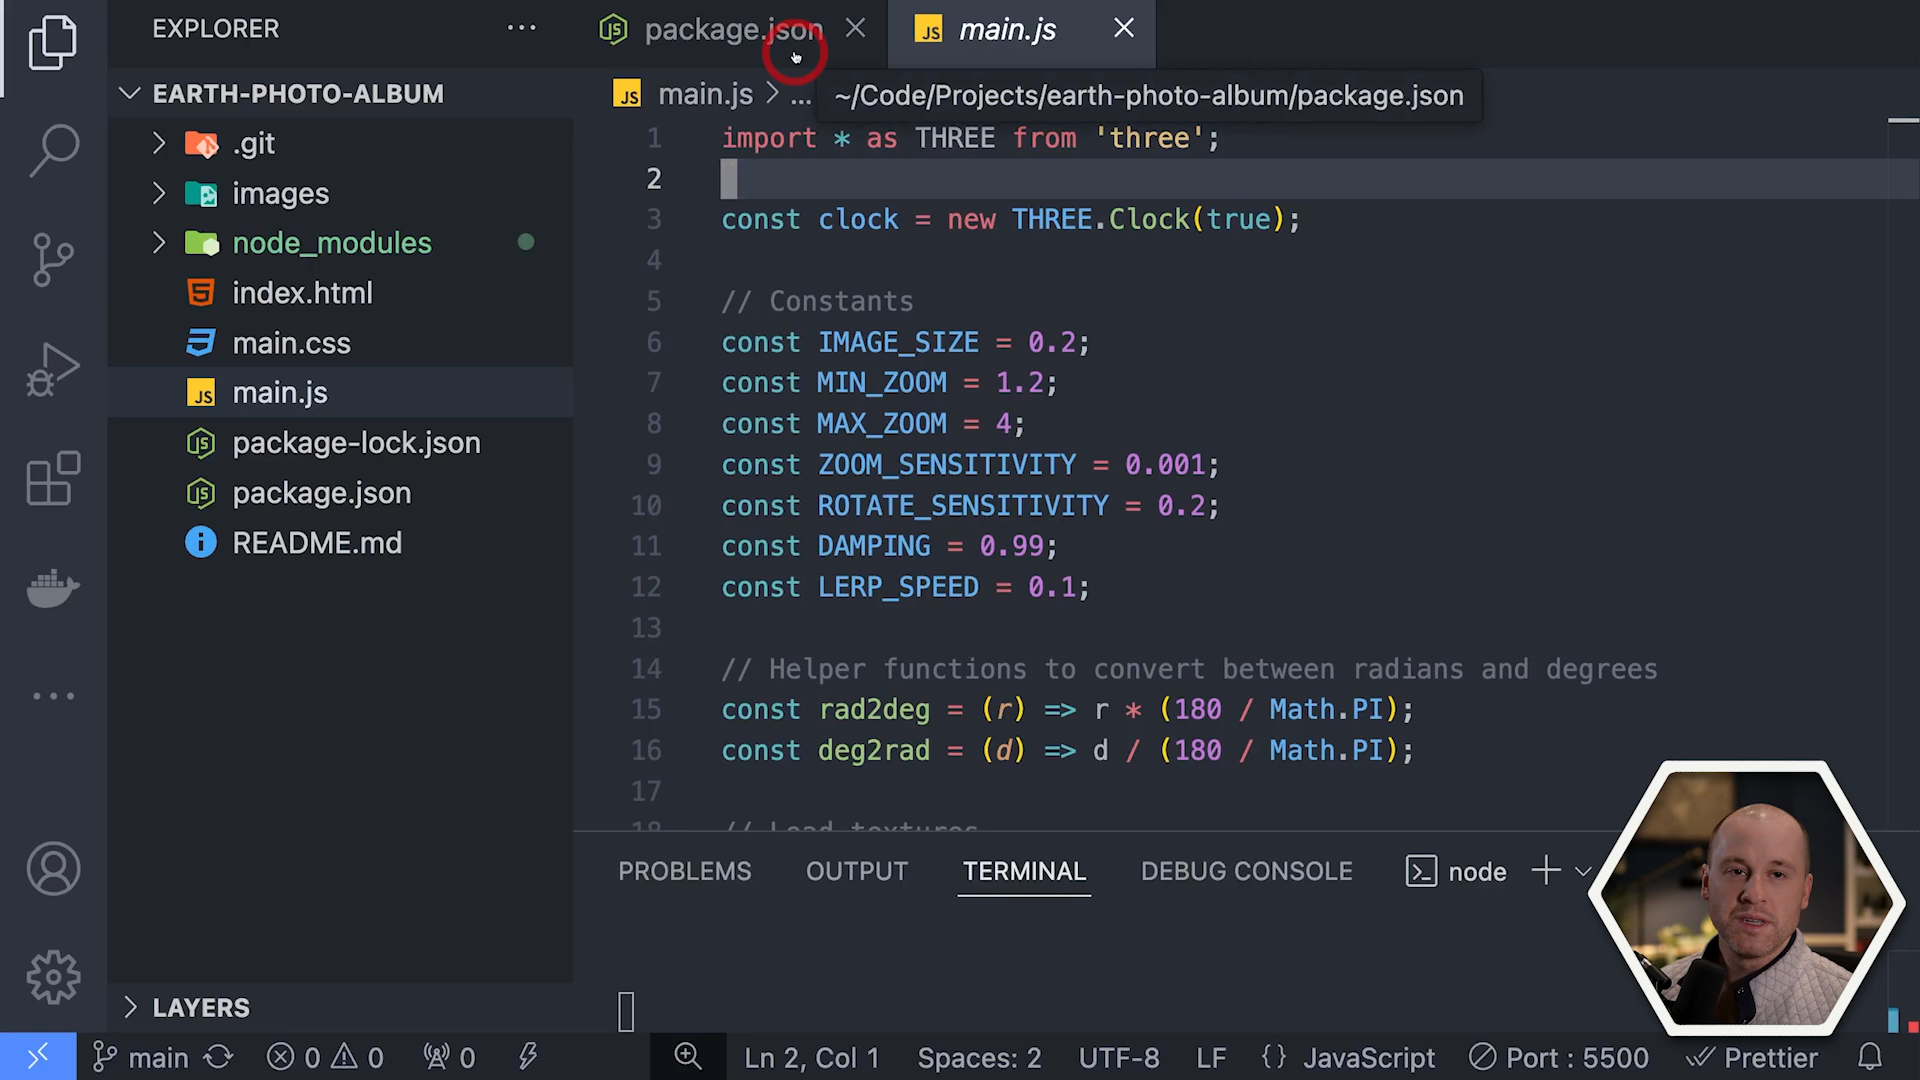 EXPLORER
package.json
JS main.js
EARTH-PHOTO-ALBUM
JS main.js > ...
~/Code/Projects/earth-photo-album/package.json
.git
images
node_modules
index.html
main.css
JS main.js
package-lock.json
package.json
README.md
1 import * as THREE from 'three';
2
3 const clock = new THREE.Clock(true);
4
5 // Constants
6 const IMAGE_SIZE = 0.2;
7 const MIN_ZOOM = 1.2;
8 const MAX_ZOOM = 4;
9 const ZOOM_SENSITIVITY = 0.001;
10 const ROTATE_SENSITIVITY = 0.2;
11 const DAMPING = 0.99;
12 const LERP_SPEED = 0.1;
13
14 // Helper functions to convert between radians and degrees
15 const rad2deg = (r) => r * (180 / Math.PI);
16 const deg2rad = (d) => d / (180 / Math.PI);
17
18 // Load textures
PROBLEMS OUTPUT TERMINAL DEBUG CONSOLE node
LAYERS
main 0 0 0 Ln 2, Col 1 Spaces: 2 UTF-8 LF {} JavaScript Port : 5500 Prettier